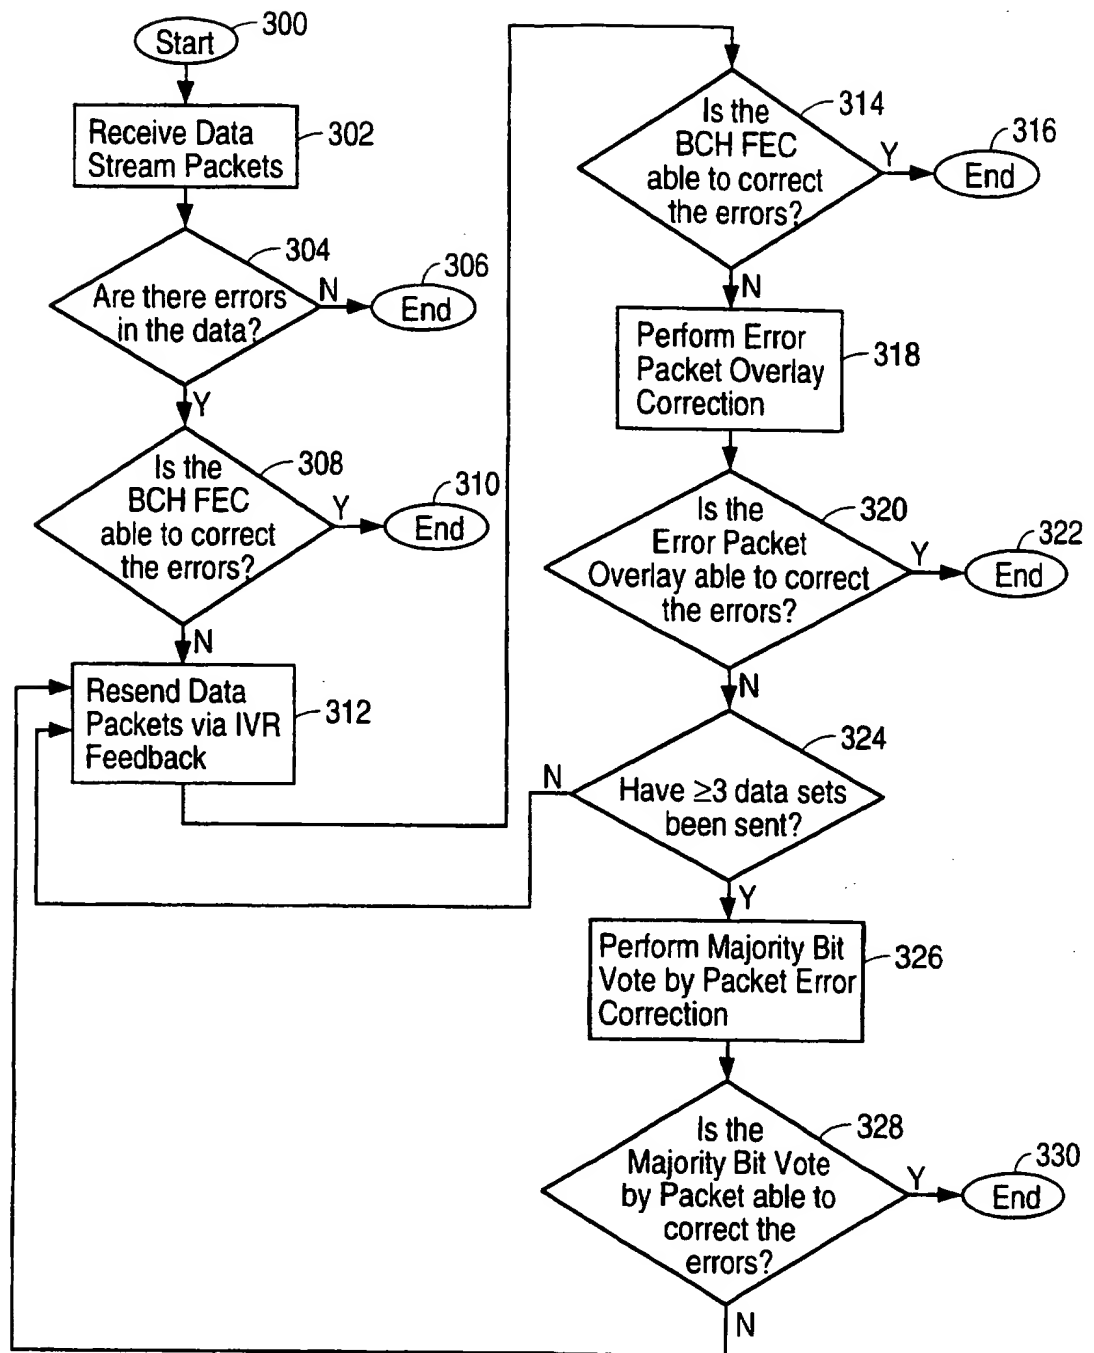 Start
300
Receive Data
Stream Packets
302
Are there errors
in the data?
304
N
End
306
Y
Is the
BCH FEC
able to correct
the errors?
308
Y
End
310
N
Resend Data
Packets via IVR
Feedback
312
Is the
BCH FEC
able to correct
the errors?
314
Y
End
316
N
Perform Error
Packet Overlay
Correction
318
Is the
Error Packet
Overlay able to correct
the errors?
320
Y
End
322
N
Have ≥3 data sets
been sent?
324
N
Y
Perform Majority Bit
Vote by Packet Error
Correction
326
Is the
Majority Bit Vote
by Packet able to
correct the
errors?
328
Y
End
330
N